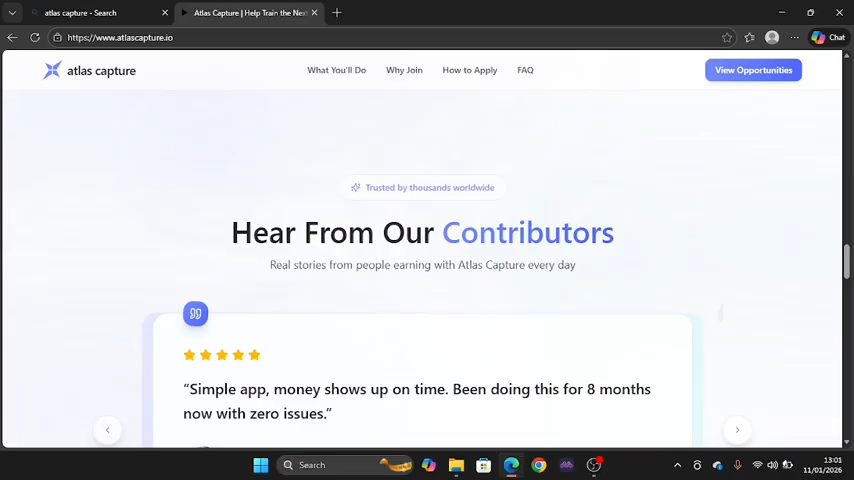 atlas capture - Search
Atlas Capture | Help Train the Nex
https://www.atlascapture.io
Chat
atlas capture
What You'll Do
Why Join
How to Apply
FAQ
View Opportunities
Trusted by thousands worldwide
Hear From Our Contributors
Real stories from people earning with Atlas Capture every day
“Simple app, money shows up on time. Been doing this for 8 months
now with zero issues.”
Search
13:01
11/01/2026